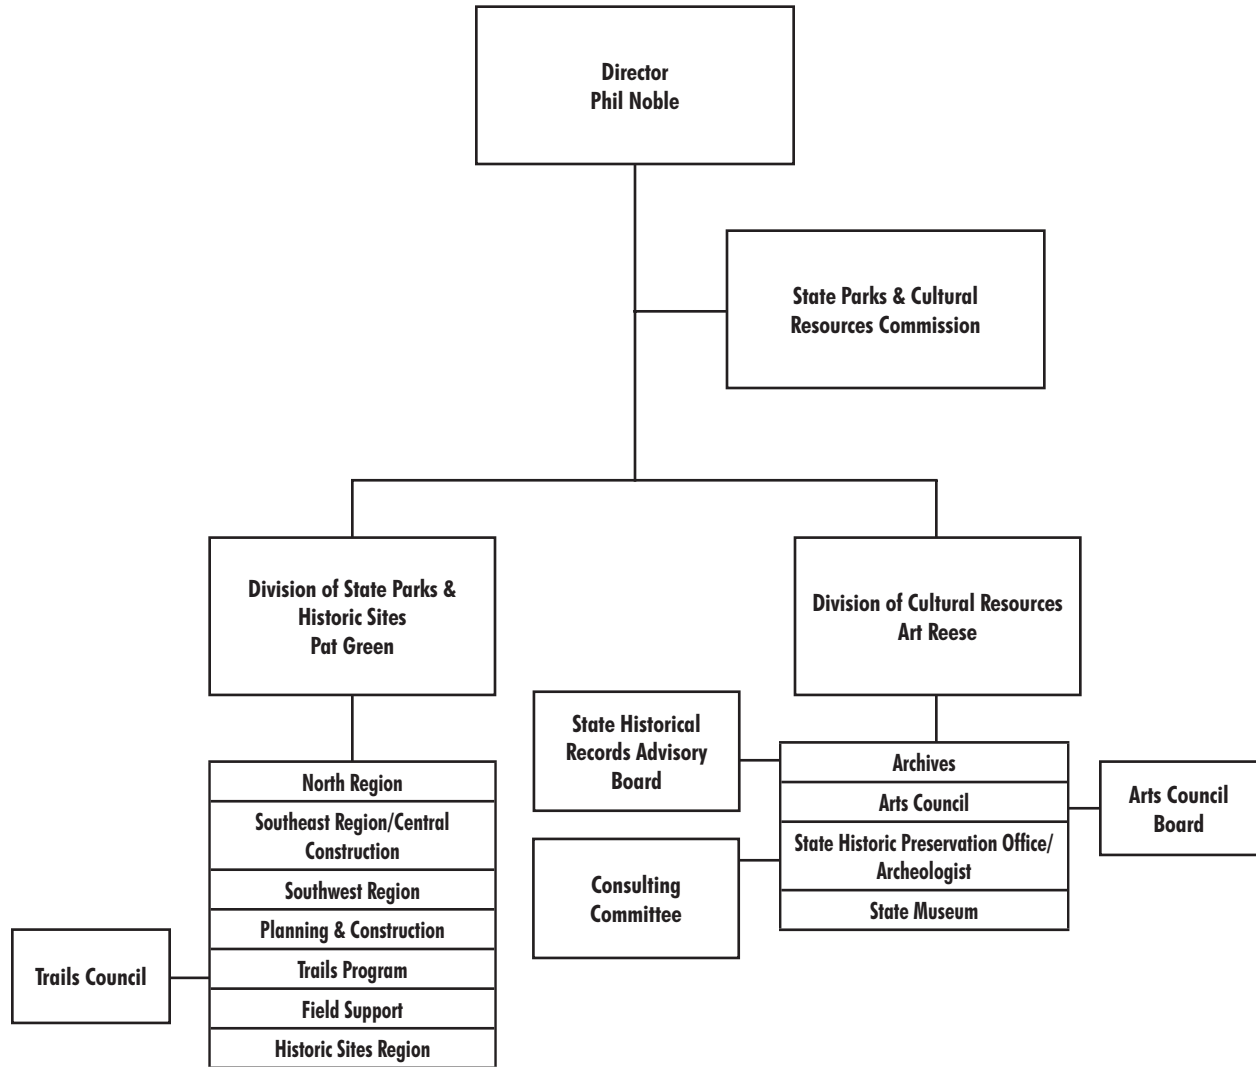 Director
Phil Noble
State Parks & Cultural
Resources Commission
Division of State Parks &
Historic Sites
Pat Green
Division of Cultural Resources
Art Reese
North Region
Southeast Region/Central
Construction
Southwest Region
Planning & Construction
Trails Program
Field Support
Historic Sites Region
Trails Council
State Historical
Records Advisory
Board
Consulting
Committee
Archives
Arts Council
State Historic Preservation Office/
Archeologist
State Museum
Arts Council
Board